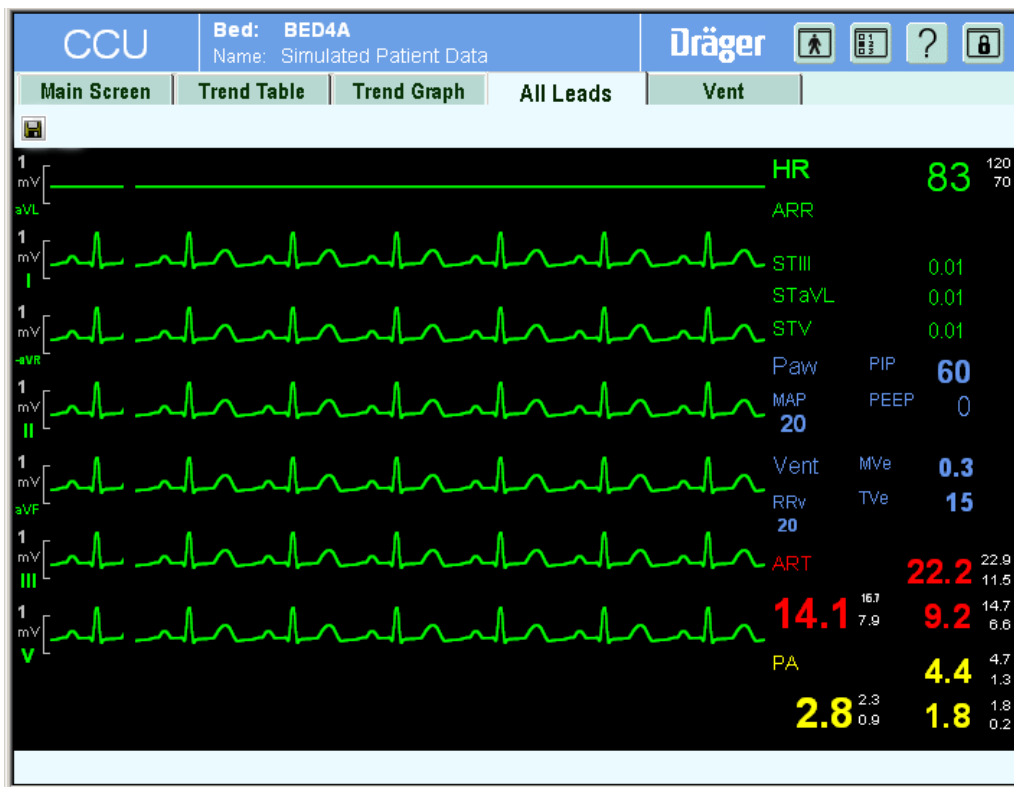 CCU Bed: BED4A Dräger ?
Name: Simulated Patient Data
Main Screen Trend Table Trend Graph All Leads Vent
1 HR 83 120
mV 70
aVL ARR
1
mV STIII 0.01
I
STaVL 0.01
1
mV STV 0.01
-aVR Paw PIP 60
1
mV MAP PEEP 0
II 20
1 Vent MVe 0.3
mV
aVF RRv TVe 15
20
1
mV ART 22.2 22.9
III 11.5
1 14.1 16.7 9.2 14.7
mV 7.9 6.6
V
PA 4.4 4.7
1.3
2.8 2.3 1.8 1.8
0.9 0.2